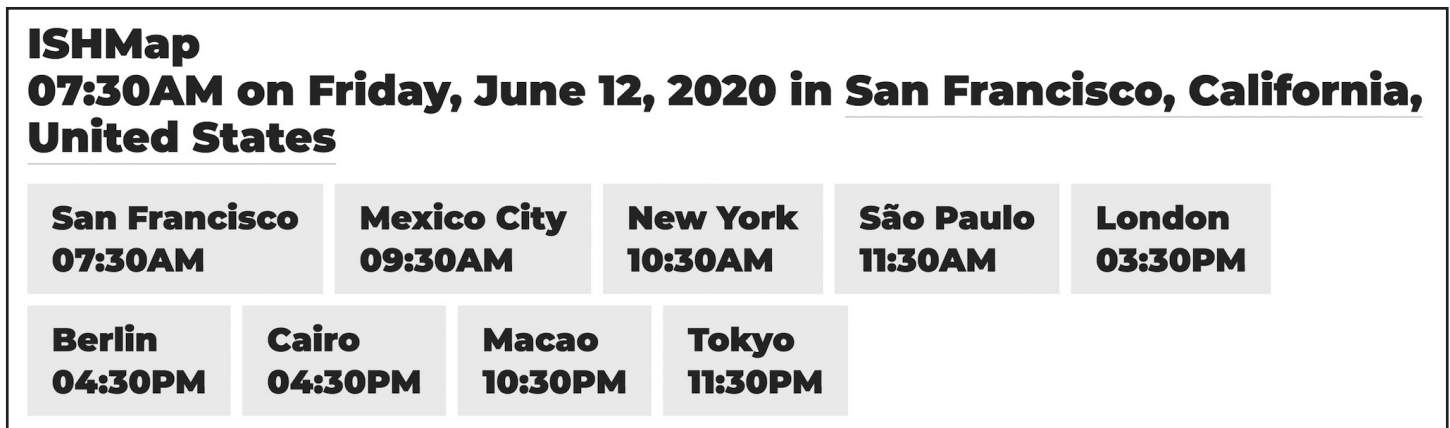 ISHMap
07:30AM on Friday, June 12, 2020 in San Francisco, California,
United States
San Francisco
07:30AM
Mexico City
09:30AM
New York
10:30AM
São Paulo
11:30AM
London
03:30PM
Berlin
04:30PM
Cairo
04:30PM
Macao
10:30PM
Tokyo
11:30PM